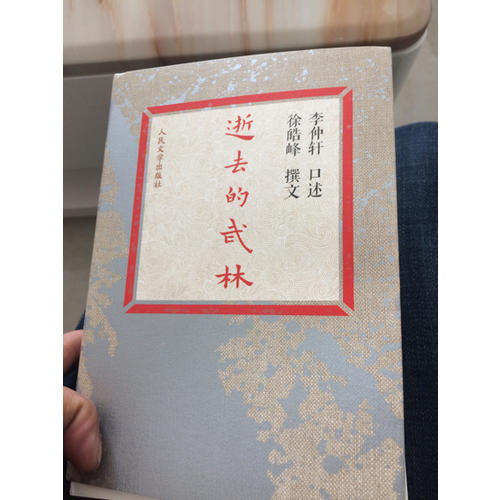 李仲轩 口述
徐皓峰 撰文
逝去的武林
人民文学出版社